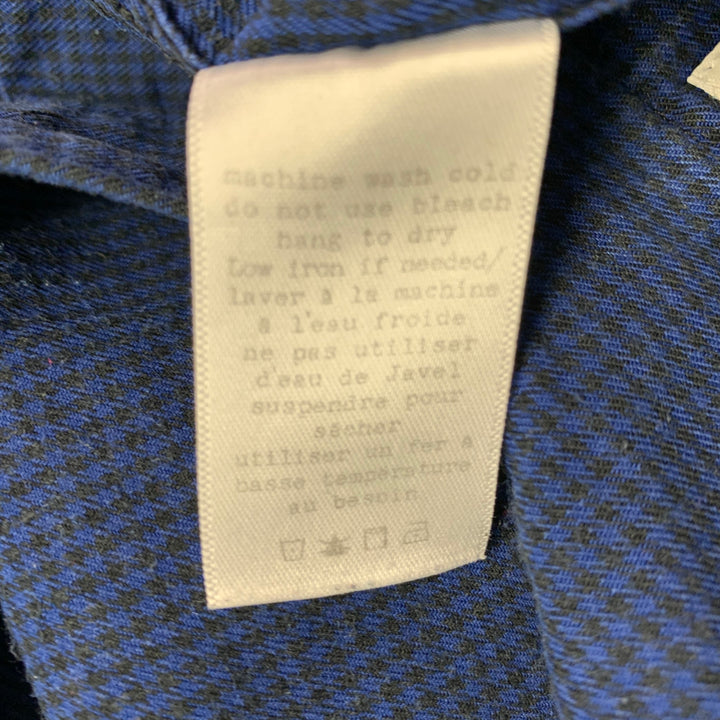 machine wash cold
do not use bleach
hang to dry
Low iron if needed/
laver à la machine
à l'eau froide
ne pas utiliser
d'eau de Javel
suspendre pour
sécher
utiliser un fer à
basse température
au besoin